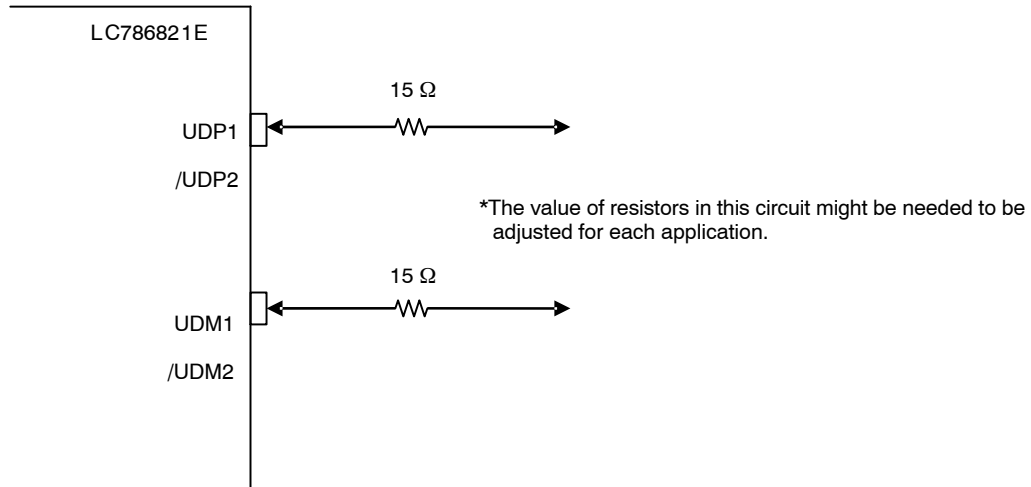 LC786821E
15 Ω
UDP1
/UDP2
*The value of resistors in this circuit might be needed to be
adjusted for each application.
15 Ω
UDM1
/UDM2